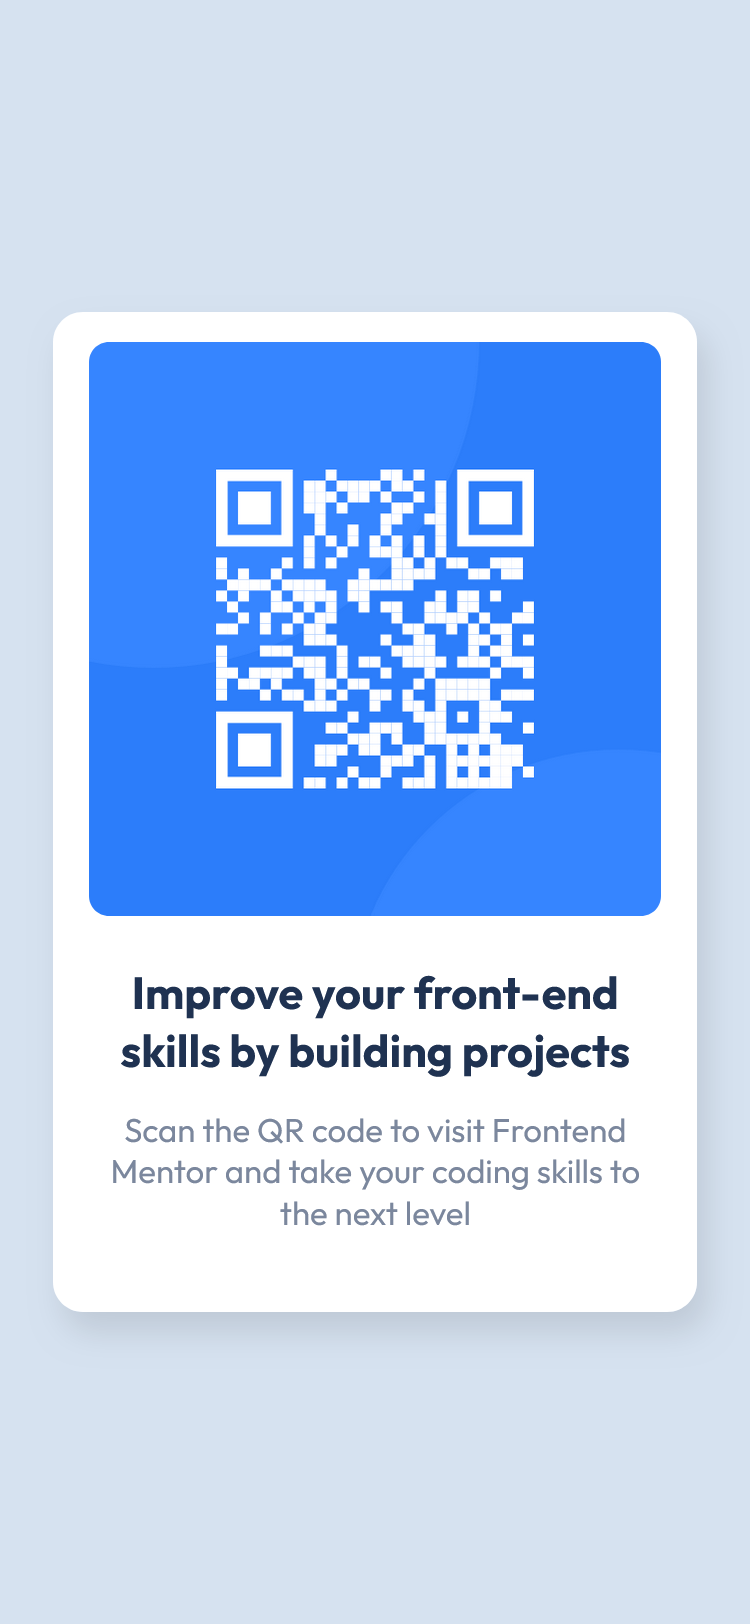 Improve your front-end
skills by building projects
Scan the QR code to visit Frontend
Mentor and take your coding skills to
the next level